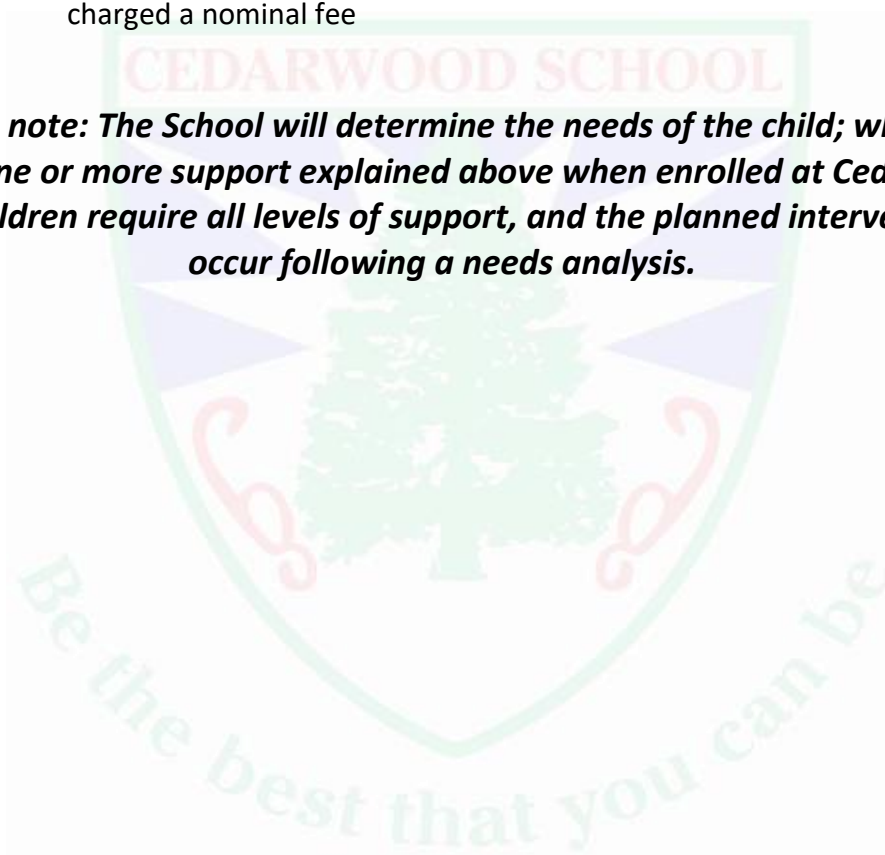 charged a nominal fee
CEDARWOOD SCHOOL
note: The School will determine the needs of the child; w
ne or more support explained above when enrolled at Ced
ldren require all levels of support, and the planned interve
occur following a needs analysis.
Be the best that you can be